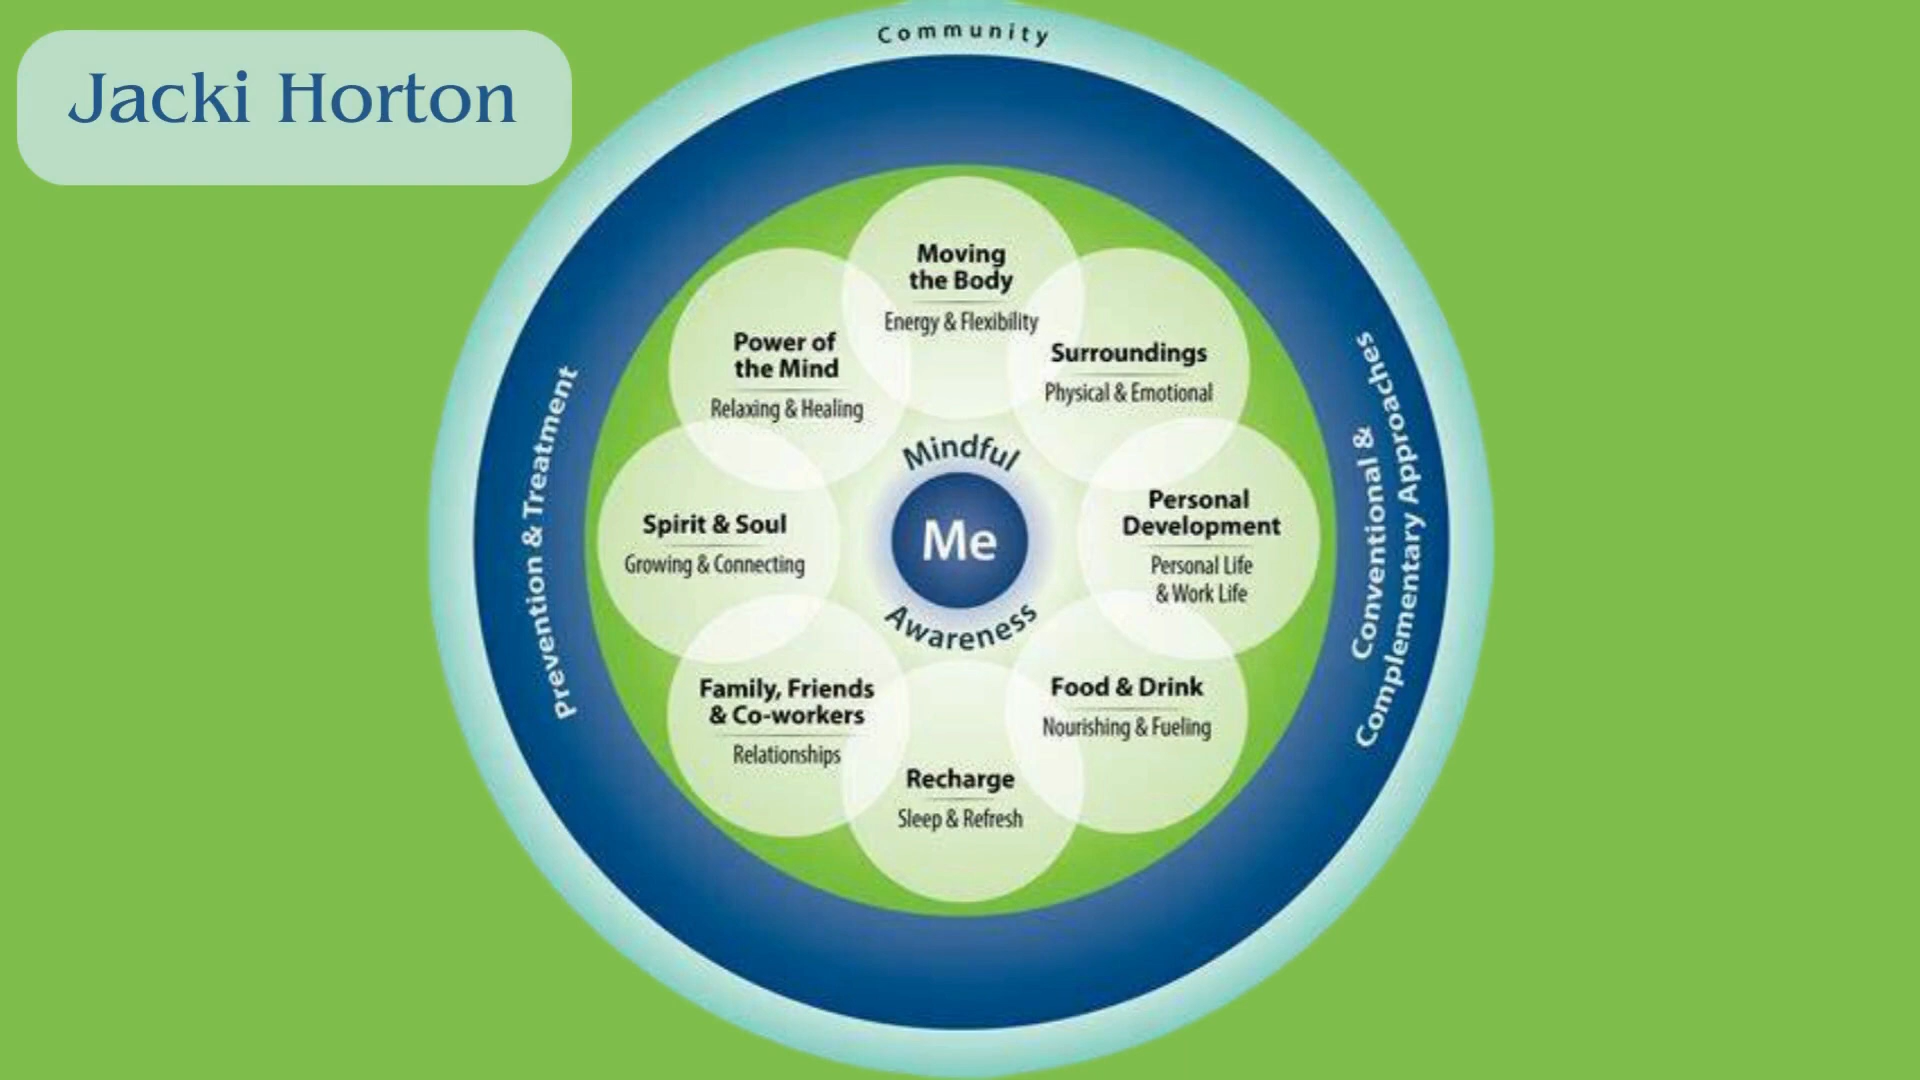 Jacki Horton
Community
Moving
the Body
Energy & Flexibility
Surroundings
Physical & Emotional
Personal
Development
Personal Life
& Work Life
Food & Drink
Nourishing & Fueling
Recharge
Sleep & Refresh
Family, Friends
& Co-workers
Relationships
Spirit & Soul
Growing & Connecting
Power of
the Mind
Relaxing & Healing
Mindful
Me
Awareness
Prevention & Treatment
Conventional &
Complementary Approaches